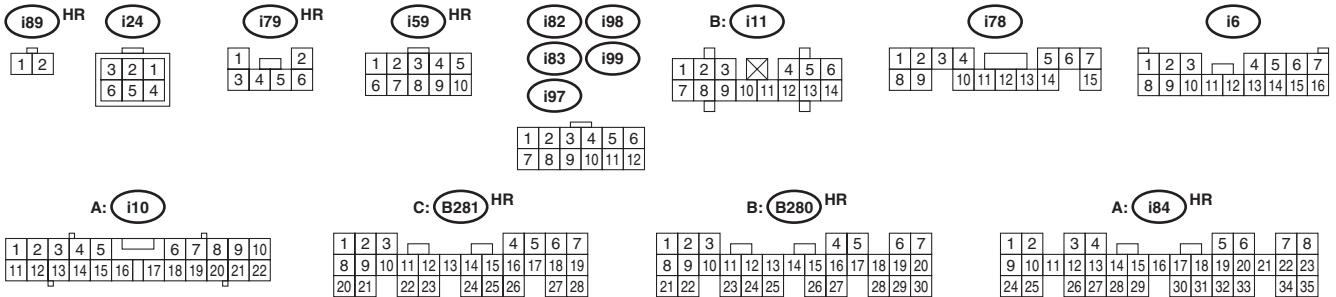 i89 HR
1 2
i24
3 2 1
6 5 4
i79 HR
1 2
3 4 5 6
i59 HR
1 2 3 4 5
6 7 8 9 10
i82 i98
i83 i99
i97
1 2 3 4 5 6
7 8 9 10 11 12
B: i11
1 2 3 4 5 6
7 8 9 10 11 12 13 14
i78
1 2 3 4 5 6 7
8 9 10 11 12 13 14 15
i6
1 2 3 4 5 6 7
8 9 10 11 12 13 14 15 16
A: i10
1 2 3 4 5 6 7 8 9 10
11 12 13 14 15 16 17 18 19 20 21 22
C: B281 HR
1 2 3 4 5 6 7
8 9 10 11 12 13 14 15 16 17 18 19
20 21 22 23 24 25 26 27 28
B: B280 HR
1 2 3 4 5 6 7
8 9 10 11 12 13 14 15 16 17 18 19 20
21 22 23 24 25 26 27 28 29 30
A: i84 HR
1 2 3 4 5 6 7 8
9 10 11 12 13 14 15 16 17 18 19 20 21 22 23
24 25 26 27 28 29 30 31 32 33 34 35